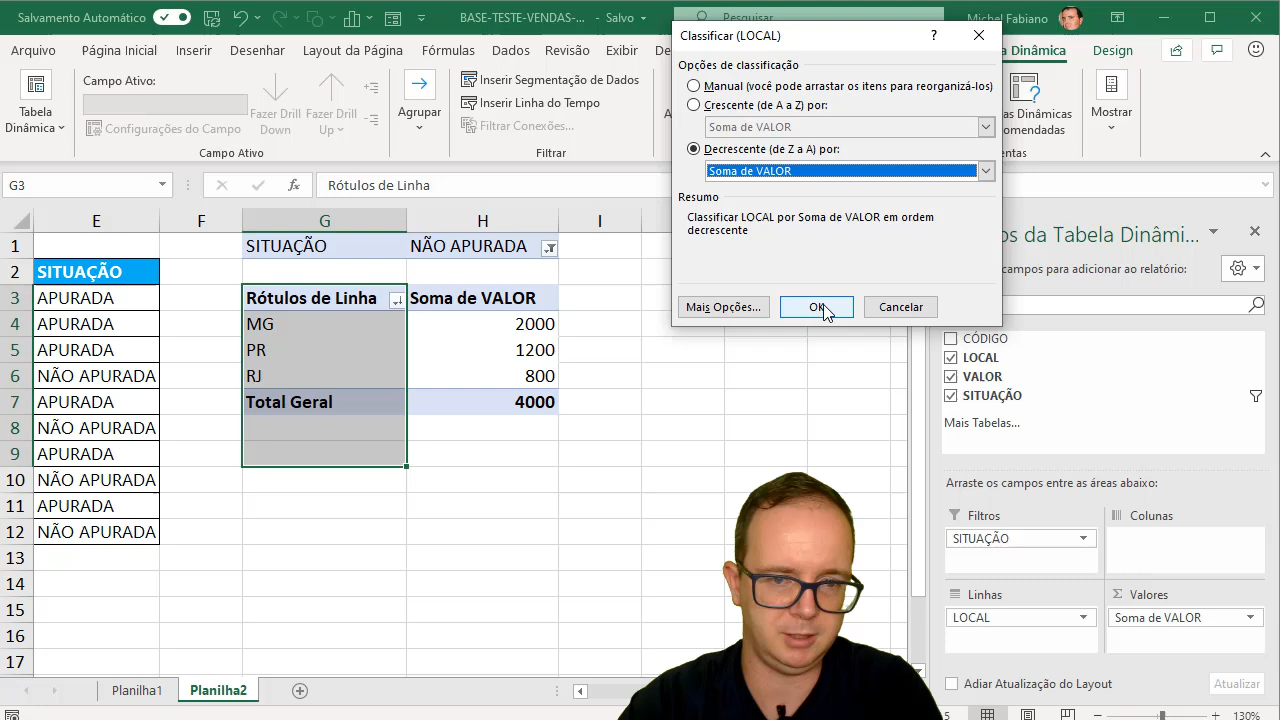 Salvamento Automático
BASE-TESTE-VENDAS-...
Salvo
Pesquisar
Michel Fabiano
Arquivo
Página Inicial
Inserir
Desenhar
Layout da Página
Fórmulas
Dados
Revisão
Exibir
Design
Tabela
Dinâmica
Campo Ativo:
Configurações do Campo
Fazer Drill
Down
Fazer Drill
Up
Campo Ativo
Agrupar
Inserir Segmentação de Dados
Inserir Linha do Tempo
Filtrar Conexões...
Filtrar
Mostrar
Classificar (LOCAL)
?
Opções de classificação
Manual (você pode arrastar os itens para reorganizá-los)
Crescente (de A a Z) por:
Soma de VALOR
Decrescente (de Z a A) por:
Soma de VALOR
Resumo
Classificar LOCAL por Soma de VALOR em ordem
decrescente
Mais Opções...
OK
Cancelar
G3
fx
Rótulos de Linha
E F G H I
1 SITUAÇÃO NÃO APURADA
2 SITUAÇÃO
3 APURADA Rótulos de Linha Soma de VALOR
4 APURADA MG 2000
5 APURADA PR 1200
6 NÃO APURADA RJ 800
7 APURADA Total Geral 4000
8 NÃO APURADA
9 APURADA
10 NÃO APURADA
11 APURADA
12 NÃO APURADA
13
14
15
16
17
Planilha1
Planilha2
da Tabela Dinâmi...
campos para adicionar ao relatório:
CÓDIGO
LOCAL
VALOR
SITUAÇÃO
Mais Tabelas...
Arraste os campos entre as áreas abaixo:
Filtros
SITUAÇÃO
Colunas
Linhas
LOCAL
Σ Valores
Soma de VALOR
Adiar Atualização do Layout
Atualizar
130%